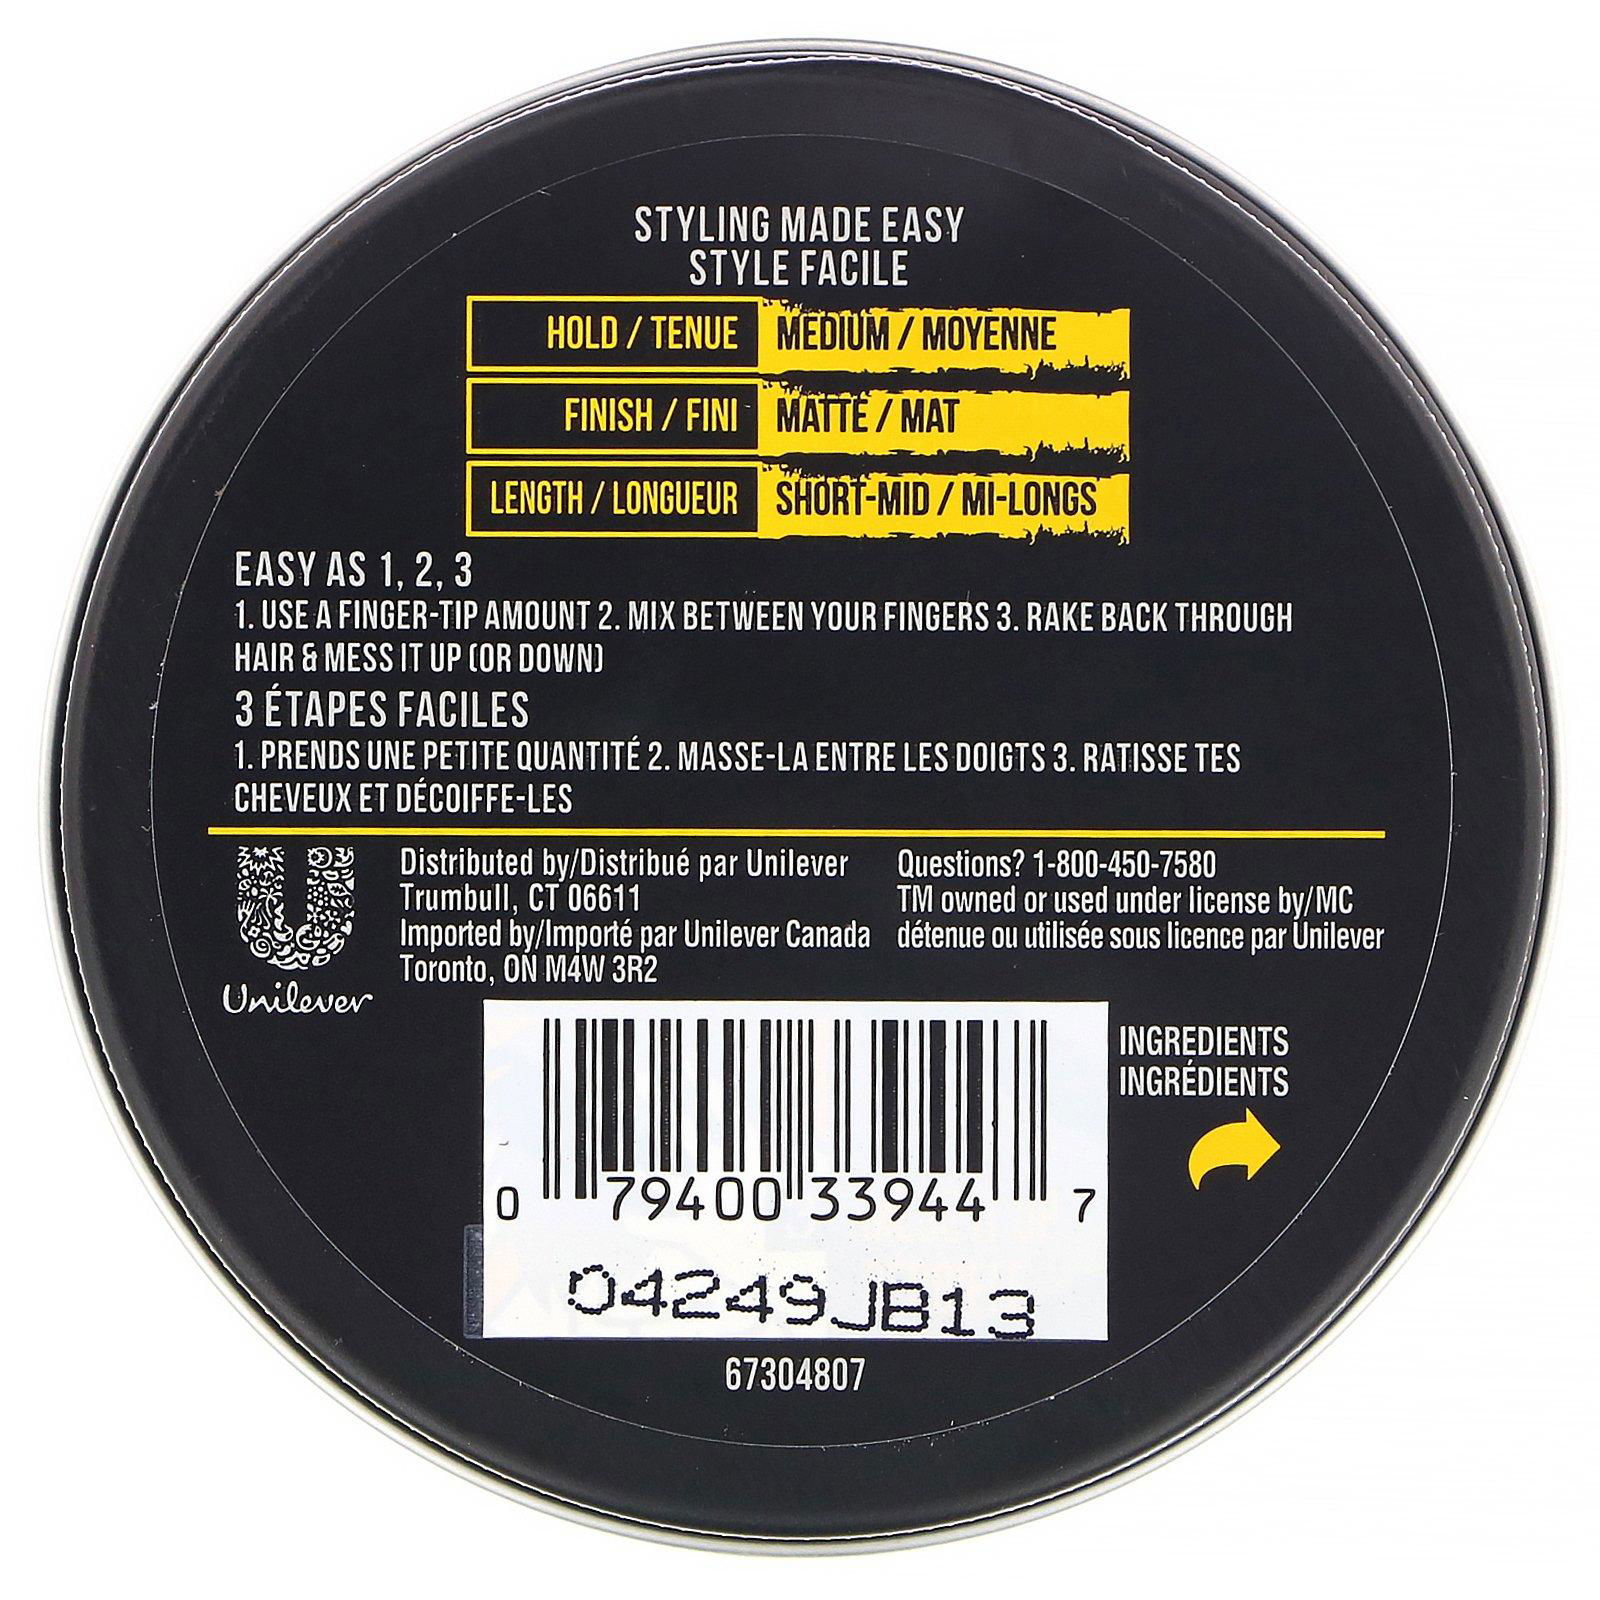 STYLING MADE EASY
STYLE FACILE
HOLD / TENUE MEDIUM / MOYENNE
FINISH / FINI MATTE / MAT
LENGTH / LONGUEUR SHORT-MID / MI-LONGS
EASY AS 1, 2, 3
1. USE A FINGER-TIP AMOUNT 2. MIX BETWEEN YOUR FINGERS 3. RAKE BACK THROUGH
HAIR & MESS IT UP (OR DOWN)
3 ÉTAPES FACILES
1. PRENDS UNE PETITE QUANTITÉ 2. MASSE-LA ENTRE LES DOIGTS 3. RATISSE TES
CHEVEUX ET DÉCOIFFE-LES
Unilever
Distributed by/Distribué par Unilever
Trumbull, CT 06611
Imported by/Importé par Unilever Canada
Toronto, ON M4W 3R2
Questions? 1-800-450-7580
TM owned or used under license by/MC
détenue ou utilisée sous licence par Unilever
INGREDIENTS
INGRÉDIENTS
0 79400 33944 7
04249JB13
67304807